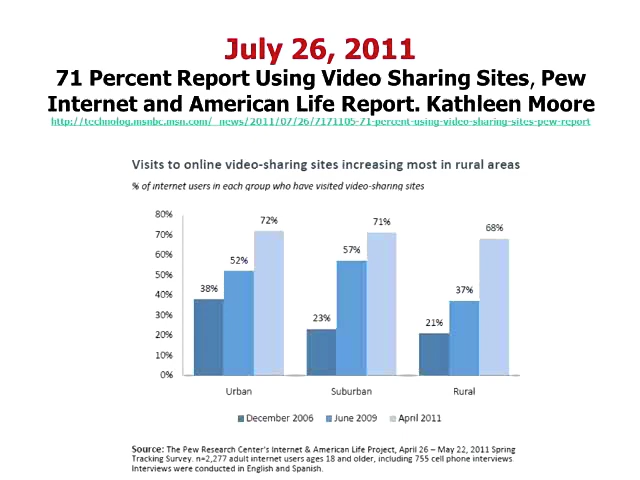 July 26, 2011
71 Percent Report Using Video Sharing Sites, Pew
Internet and American Life Report. Kathleen Moore
http://technolog.msnbc.msn.com/_news/2011/07/26/7171105-71-percent-using-video-sharing-sites-pew-report
Visits to online video-sharing sites increasing most in rural areas
% of internet users in each group who have visited video-sharing sites
80%
70%
60%
50%
40%
30%
20%
10%
0%
38%
52%
72%
23%
57%
71%
21%
37%
68%
Urban
Suburban
Rural
December 2006
June 2009
April 2011
Source: The Pew Research Center's Internet & American Life Project, April 26 – May 22, 2011 Spring
Tracking Survey. n=2,277 adult internet users ages 18 and older, including 755 cell phone interviews.
Interviews were conducted in English and Spanish.